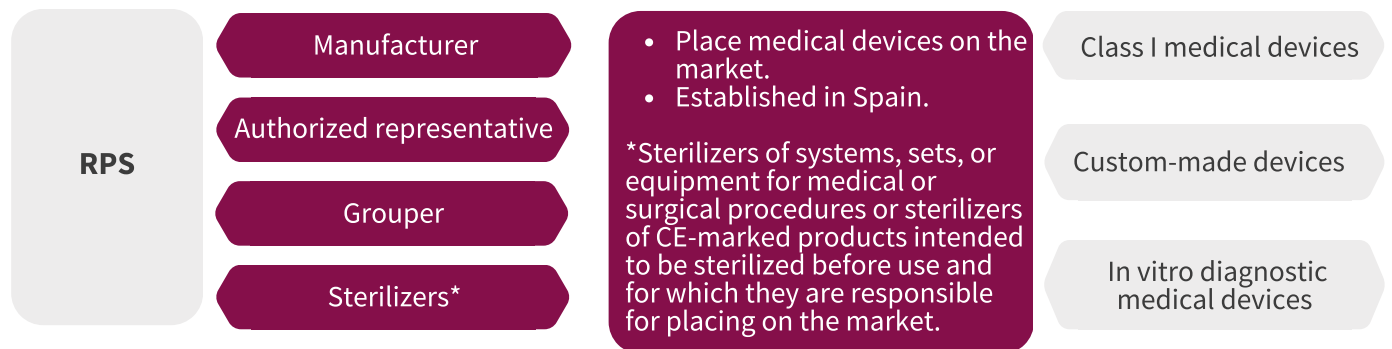 RPS
Manufacturer
Authorized representative
Grouper
Sterilizers*
• Place medical devices on the
market.
• Established in Spain.
*Sterilizers of systems, sets, or
equipment for medical or
surgical procedures or sterilizers
of CE-marked products intended
to be sterilized before use and
for which they are responsible
for placing on the market.
Class I medical devices
Custom-made devices
In vitro diagnostic
medical devices